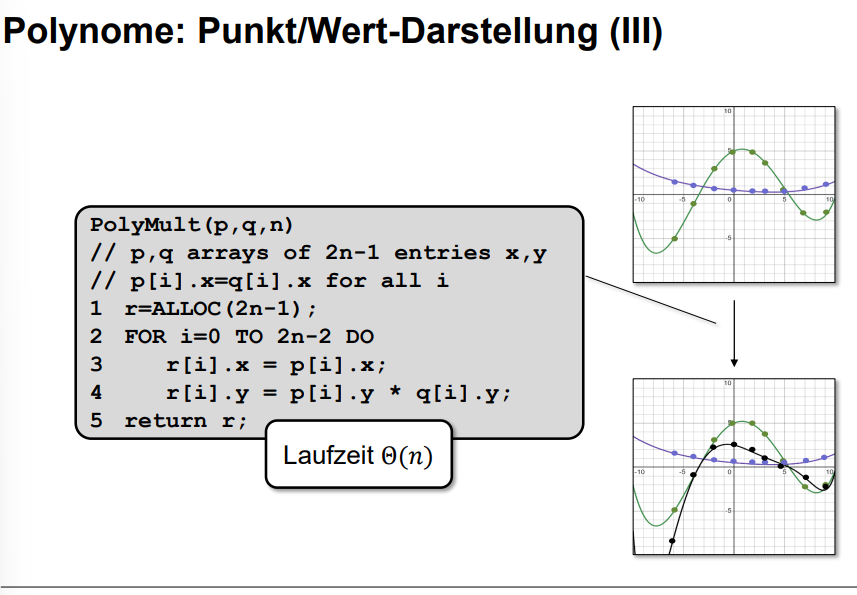 Polynome: Punkt/Wert-Darstellung (III)
PolyMult(p,q,n)
// p,q arrays of 2n-1 entries x,y
// p[i].x=q[i].x for all i
1 r=ALLOC(2n-1);
2 FOR i=0 TO 2n-2 DO
3 r[i].x = p[i].x;
4 r[i].y = p[i].y * q[i].y;
5 return r;
Laufzeit Θ(n)
10
5
-10 -5 0 5 10
-5
10
5
-10 -5 0 5 10
-5